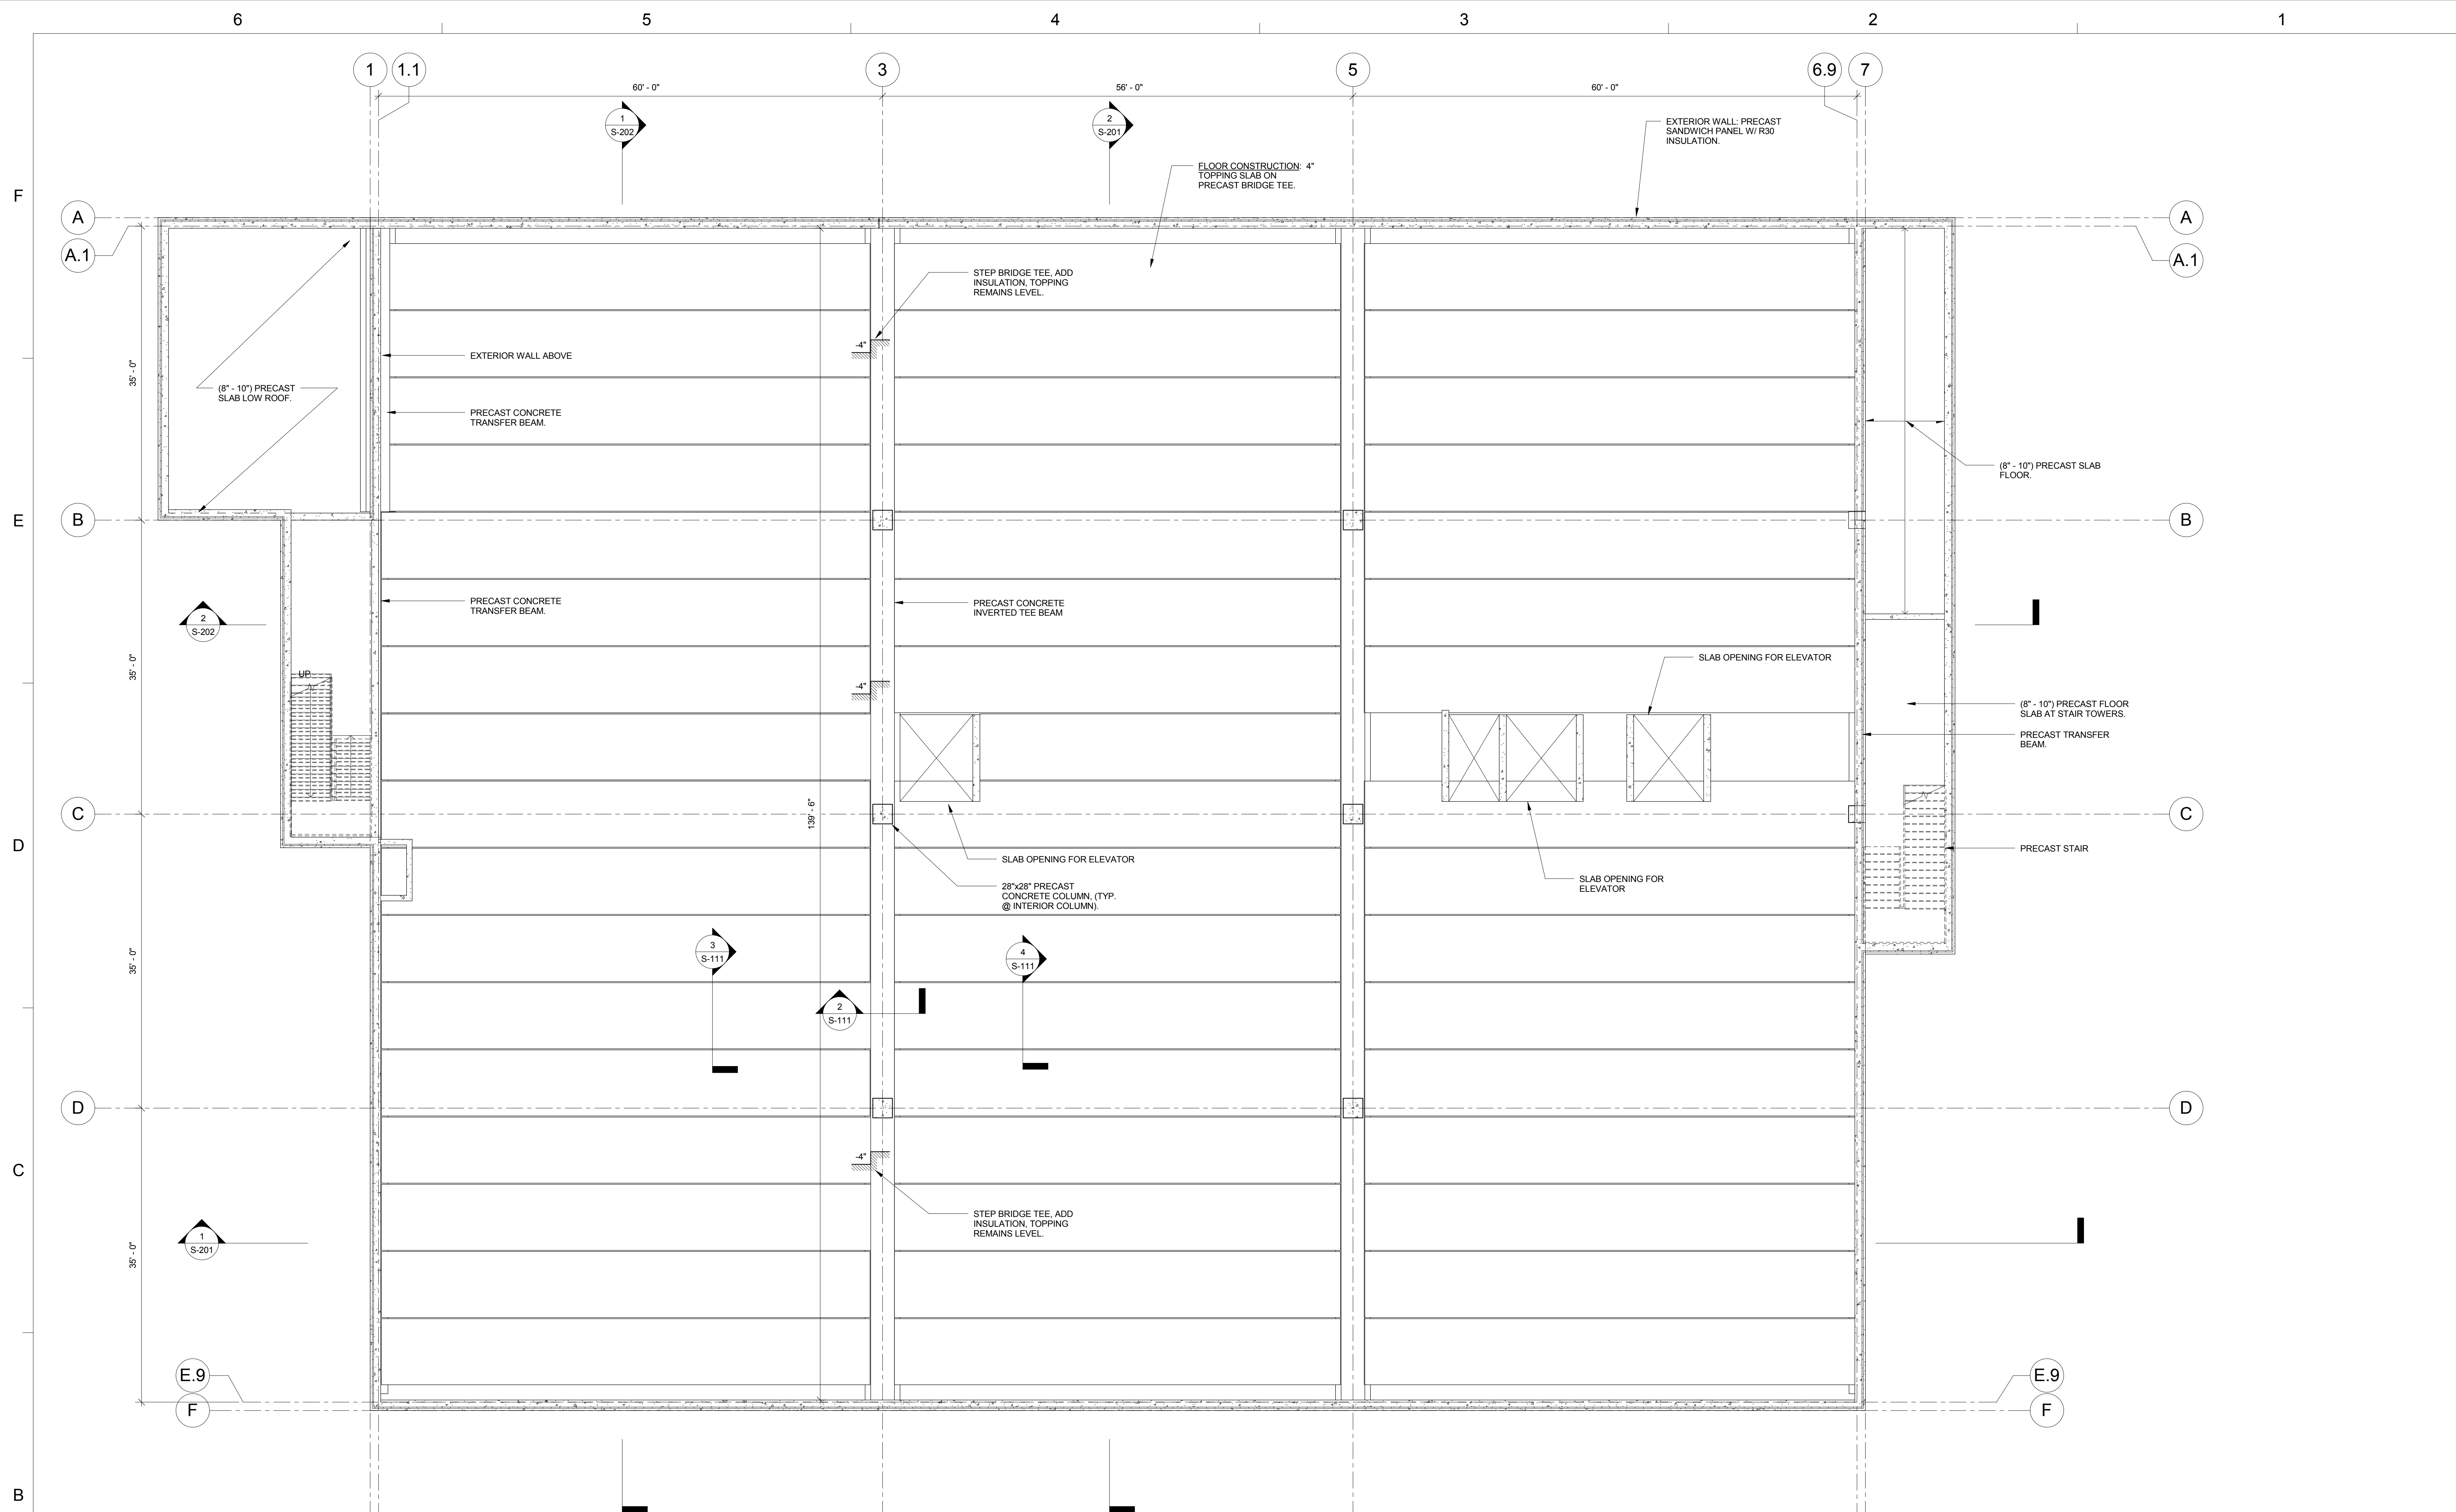 6 5 4 3 2 1
1 1.1 3 5 6.9 7
60' - 0" 56' - 0" 60' - 0"
1
S-202
2
S-201
EXTERIOR WALL: PRECAST
SANDWICH PANEL W/ R30
INSULATION.
FLOOR CONSTRUCTION: 4"
TOPPING SLAB ON
PRECAST BRIDGE TEE.
F
A A
A.1 A.1
STEP BRIDGE TEE, ADD
INSULATION, TOPPING
REMAINS LEVEL.
-4"
EXTERIOR WALL ABOVE
35' - 0"
(8" - 10") PRECAST
SLAB LOW ROOF.
PRECAST CONCRETE
TRANSFER BEAM.
(8" - 10") PRECAST SLAB
FLOOR.
E
B B
PRECAST CONCRETE
TRANSFER BEAM.
PRECAST CONCRETE
INVERTED TEE BEAM
2
S-202
35' - 0"
UP
-4"
SLAB OPENING FOR ELEVATOR
(8" - 10") PRECAST FLOOR
SLAB AT STAIR TOWERS.
PRECAST TRANSFER
BEAM.
139' - 6"
C C
D
PRECAST STAIR
SLAB OPENING FOR ELEVATOR
28"x28" PRECAST
CONCRETE COLUMN, (TYP.
@ INTERIOR COLUMN).
SLAB OPENING FOR
ELEVATOR
35' - 0"
3
S-111
4
S-111
2
S-111
D D
-4"
C
STEP BRIDGE TEE, ADD
INSULATION, TOPPING
REMAINS LEVEL.
1
S-201
35' - 0"
E.9 E.9
F F
B